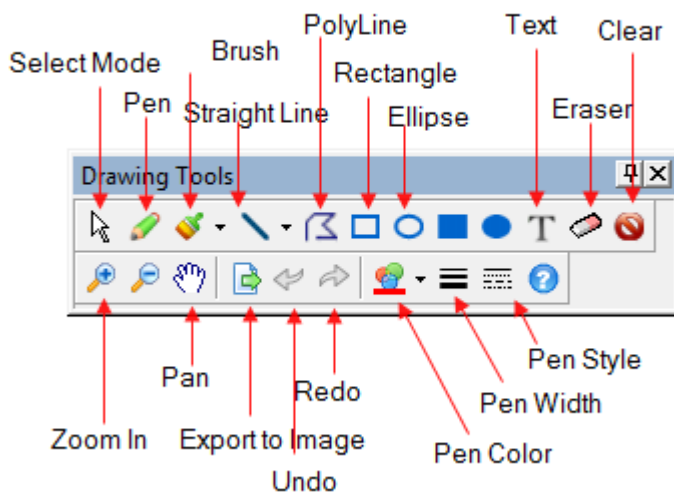 PolyLine
Text
Clear
Brush
Select Mode
Rectangle
Pen
Straight Line
Ellipse
Eraser
Drawing Tools
T
?
Pen Style
Pan
Redo
Pen Width
Zoom In
Export to Image
Pen Color
Undo